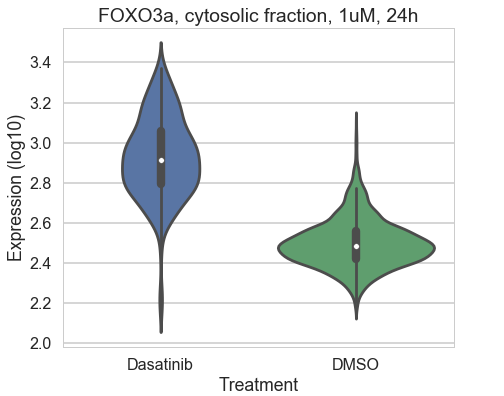 FOXO3a, cytosolic fraction, 1uM, 24h
Expression (log10)
3.4
3.2
3.0
2.8
2.6
2.4
2.2
2.0
Dasatinib DMSO
Treatment